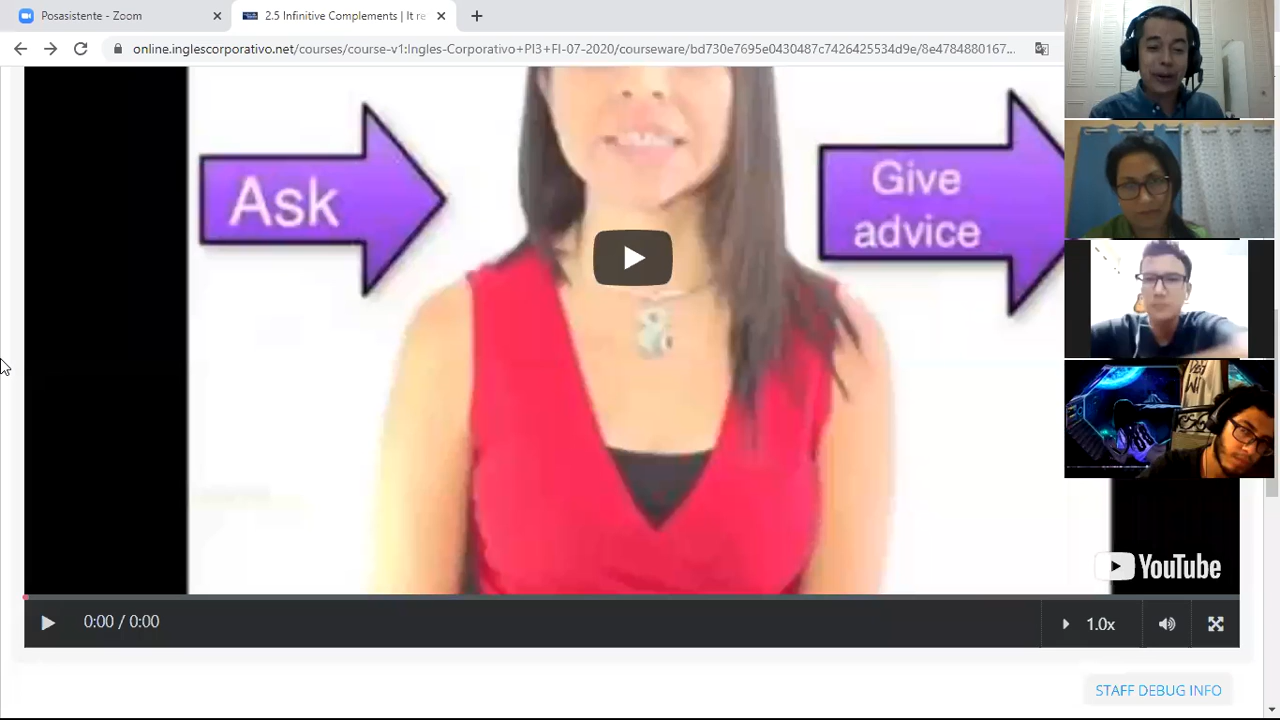 Posasistente - Zoom
2.5 Infinitive Complements | It re
online.inglescorporativo.net/courses/course-v1:Ingles-Corporativo+PI3+FI-07-2020/courseware/bd730e7695e0430487c7426425534d9e/8e4784880167...
Ask
Give
advice
YouTube
0:00 / 0:00
1.0x
STAFF DEBUG INFO